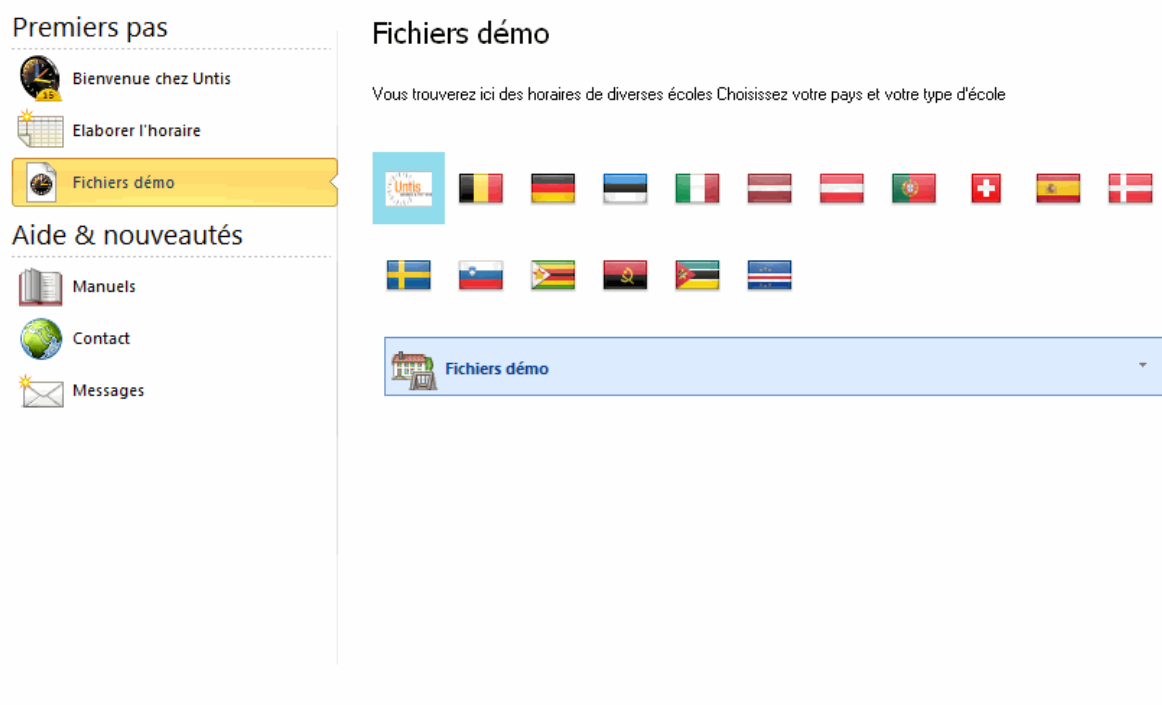 Premiers pas
Bienvenue chez Untis
15
Elaborer l'horaire
Fichiers démo
Aide & nouveautés
Manuels
Contact
Messages
Fichiers démo
Vous trouverez ici des horaires de diverses écoles Choisissez votre pays et votre type d'école
Untis
Fichiers démo